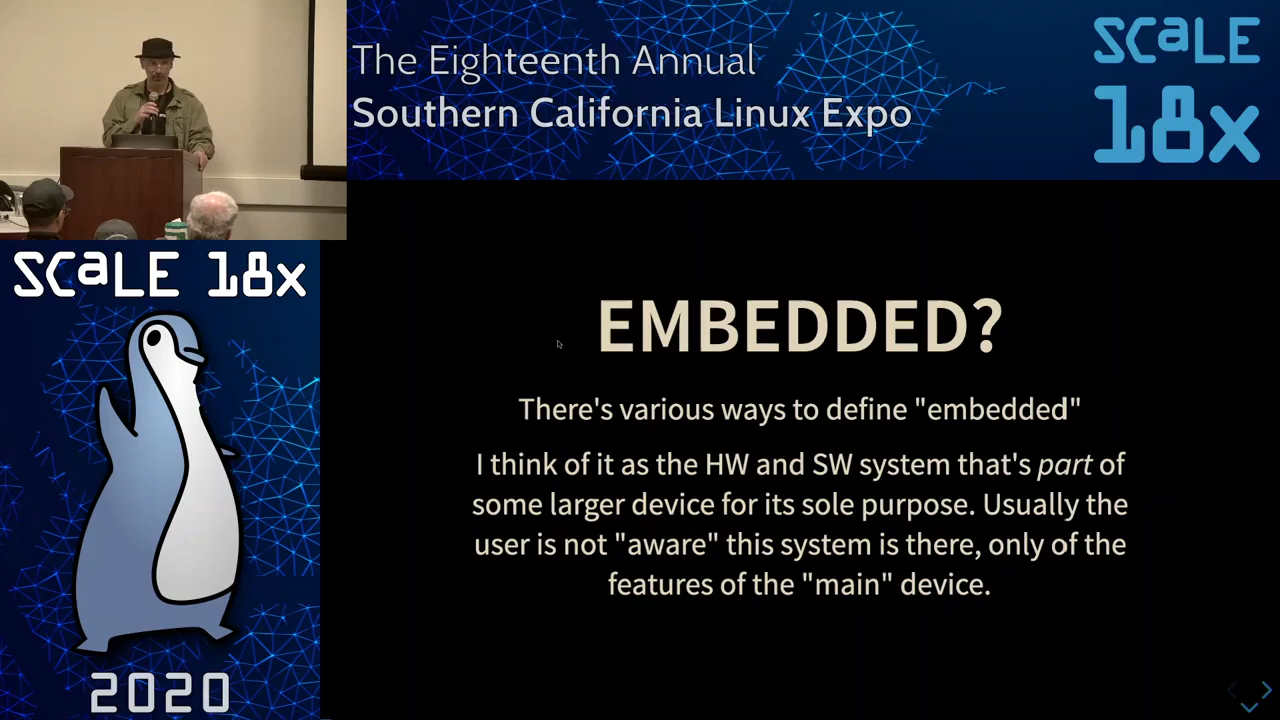 The Eighteenth Annual
Southern California Linux Expo
SCaLE
18x
SCaLE 18x
2020
EMBEDDED?
There's various ways to define "embedded"
I think of it as the HW and SW system that's part of
some larger device for its sole purpose. Usually the
user is not "aware" this system is there, only of the
features of the "main" device.